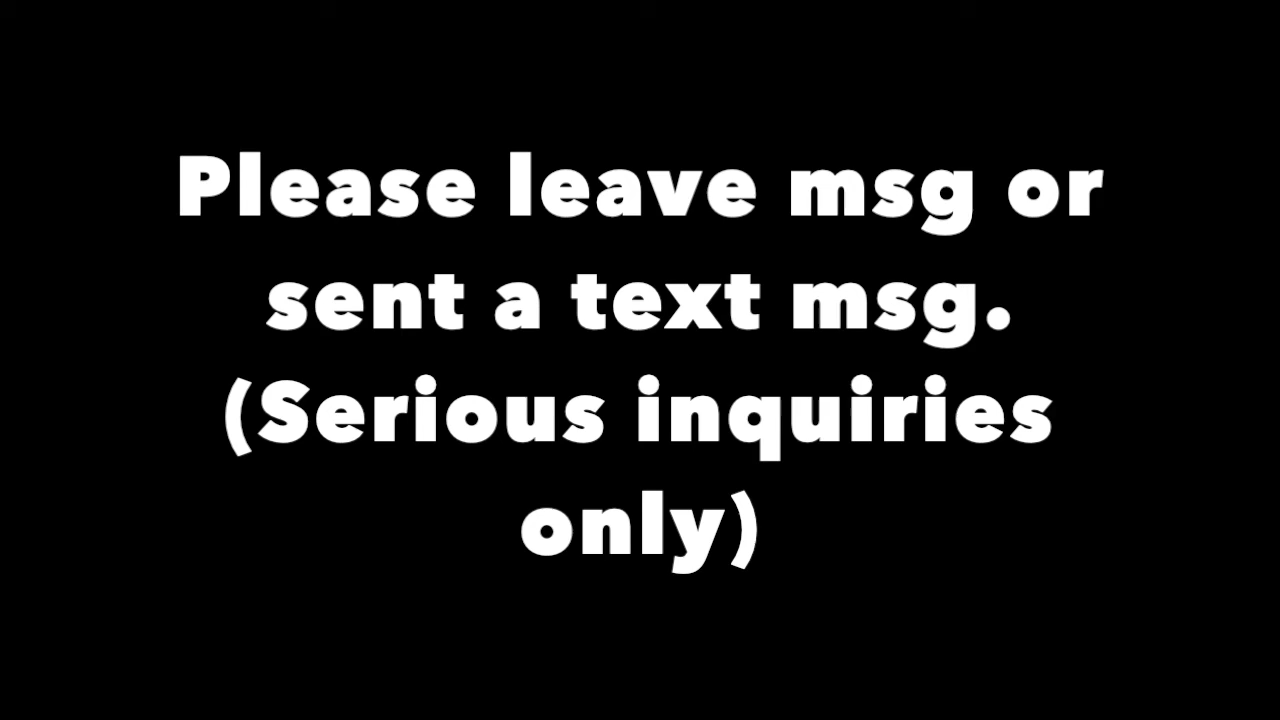 Please leave msg or
sent a text msg.
(Serious inquiries
only)